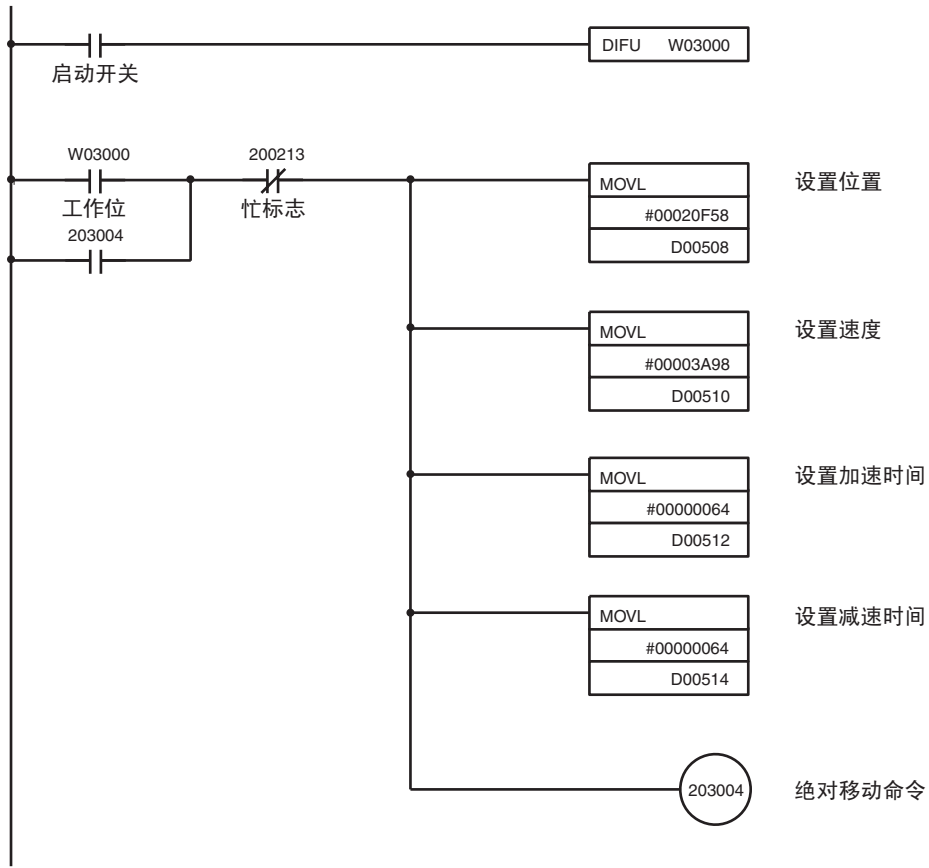 DIFU W03000
启动开关
W03000
200213
工作位
忙标志
203004
MOVL
#00020F58
D00508
设置位置
MOVL
#00003A98
D00510
设置速度
MOVL
#00000064
D00512
设置加速时间
MOVL
#00000064
D00514
设置减速时间
203004
绝对移动命令